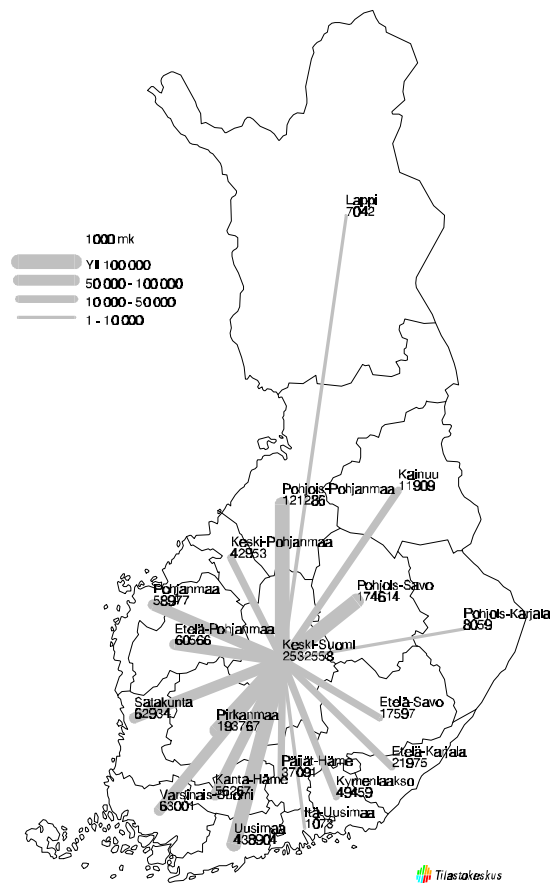 Lappi
7042
1000 mk
Yli 100 000
50 000 - 100 000
10 000 - 50 000
1 - 10 000
Kainuu
11909
Pohjois-Pohjanmaa
121286
Keski-Pohjanmaa
42953
Pohjanmaa
58977
Pohjois-Savo
174614
Pohjois-Karjala
8059
Etelä-Pohjanmaa
60566
Keski-Suomi
2532558
Satakunta
62934
Pirkanmaa
193767
Etelä-Savo
17597
Etelä-Karjala
21975
Päijät-Häme
37091
Kanta-Häme
56267
Kymenlaakso
49459
Varsinais-Suomi
63001
Itä-Uusimaa
1073
Uusimaa
438904
Tilastokeskus